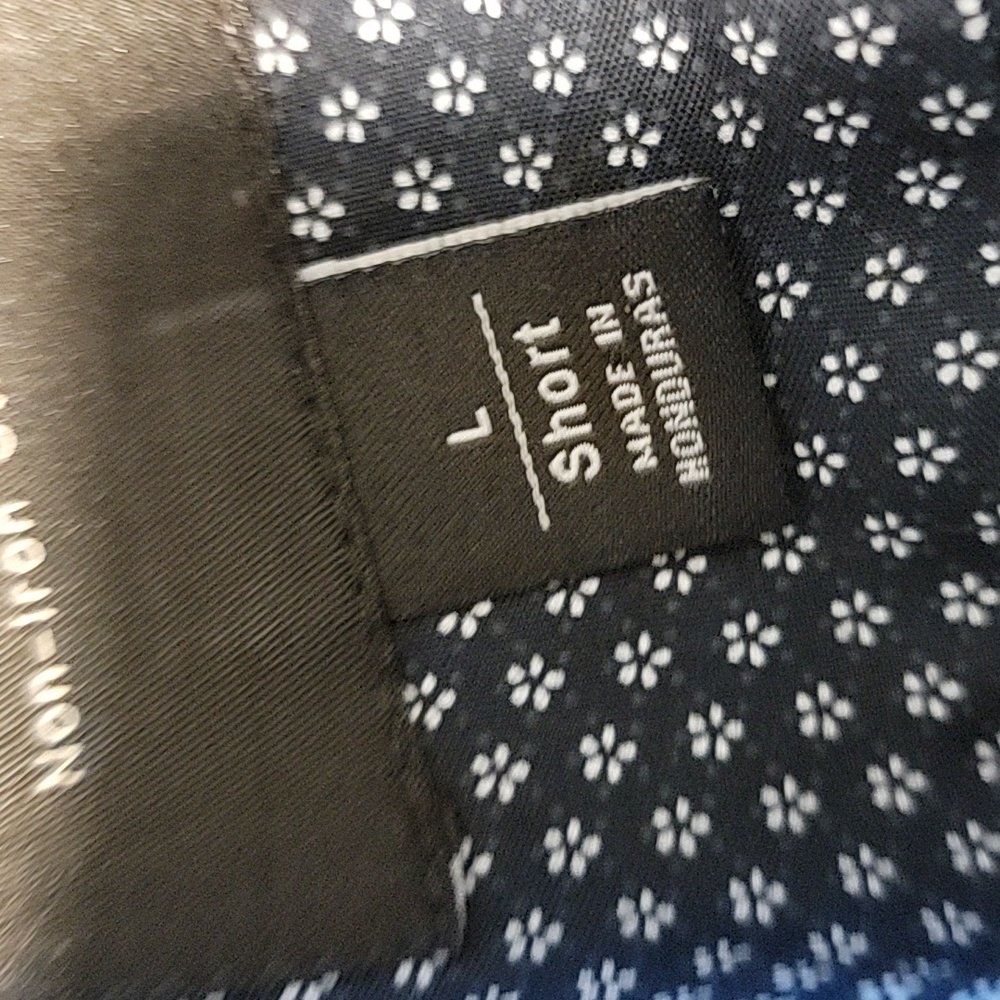 L
Short
MADE IN
HONDURAS
NON-IRON